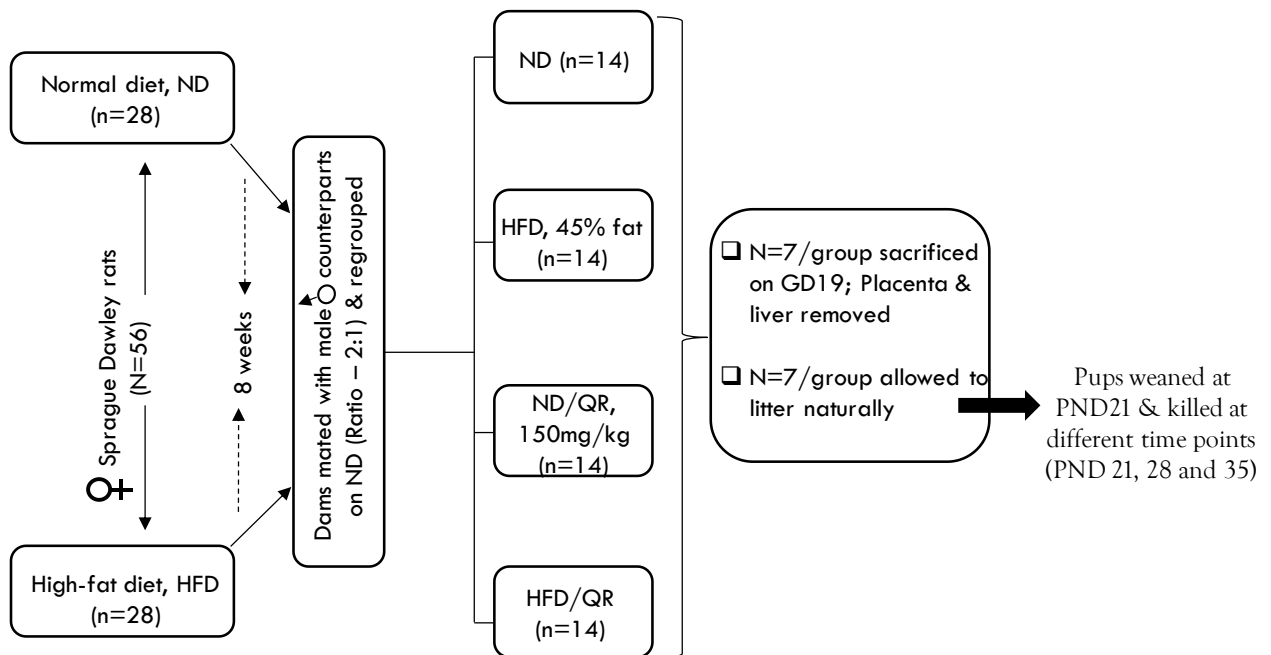 Normal diet, ND
(n=28)
Sprague Dawley rats
(N=56)
8 weeks
High-fat diet, HFD
(n=28)
Dams mated with male counterparts
on ND (Ratio – 2:1) & regrouped
ND (n=14)
HFD, 45% fat
(n=14)
ND/QR,
150mg/kg
(n=14)
HFD/QR
(n=14)
N=7/group sacrificed
on GD19; Placenta &
liver removed
N=7/group allowed to
litter naturally
Pups weaned at
PND21 & killed at
different time points
(PND 21, 28 and 35)